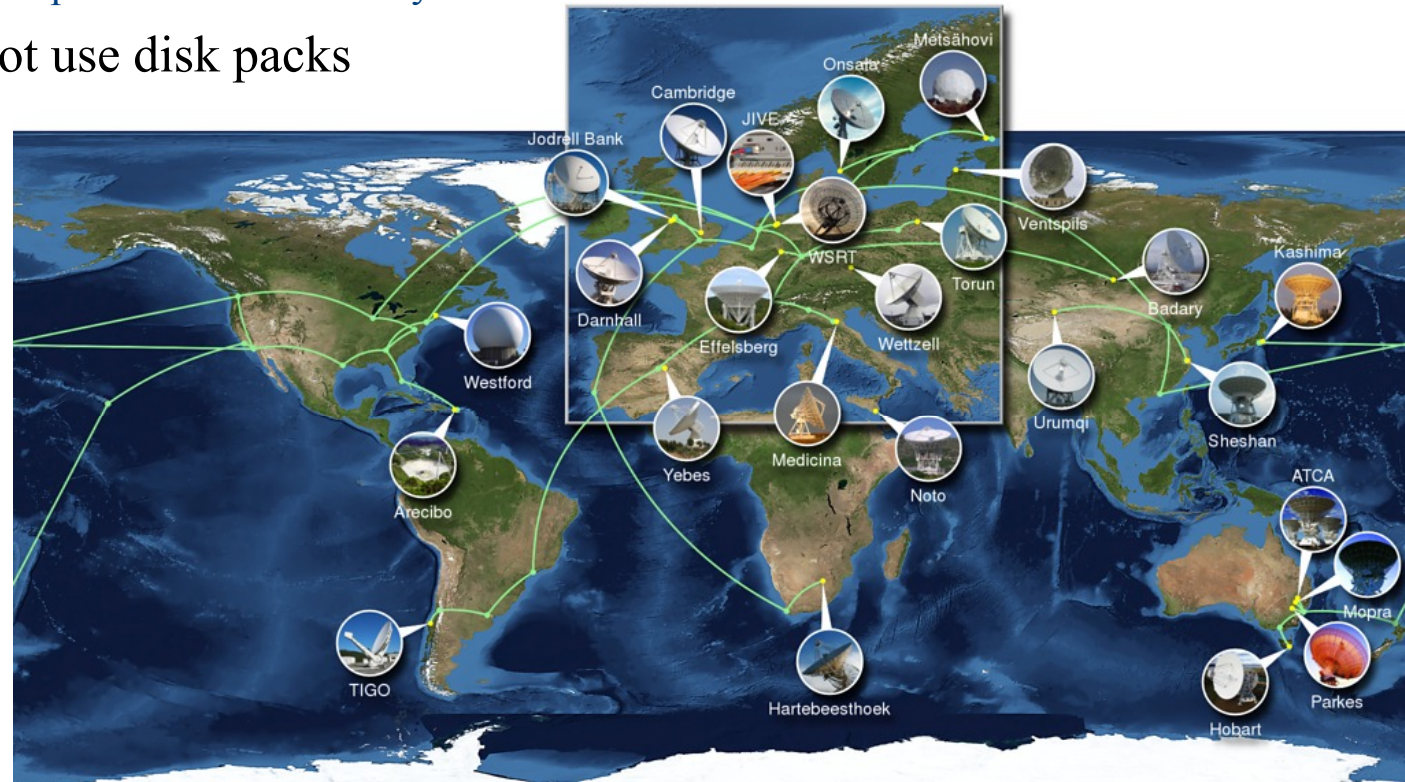 ot use disk packs
Metsähovi
Onsala
Cambridge
JIVE
Jodrell Bank
Ventspils
WSRT
Torun
Kashima
Badary
Darnhall
Effelsberg
Wettzell
Westford
Urumqi
Sheshan
Yebes
Medicina
Noto
ATCA
Arecibo
Mopra
TIGO
Hartebeesthoek
Parkes
Hobart